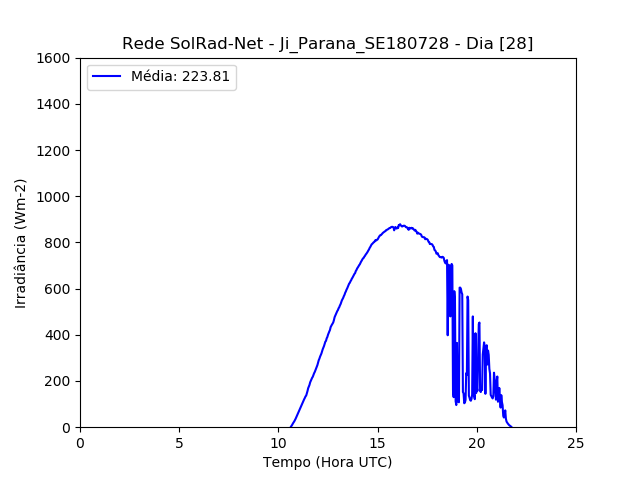 Rede SolRad-Net - Ji_Parana_SE180728 - Dia [28]
Média: 223.81
1600
1400
1200
1000
800
600
400
200
0
Irradiância (Wm-2)
0 5 10 15 20 25
Tempo (Hora UTC)